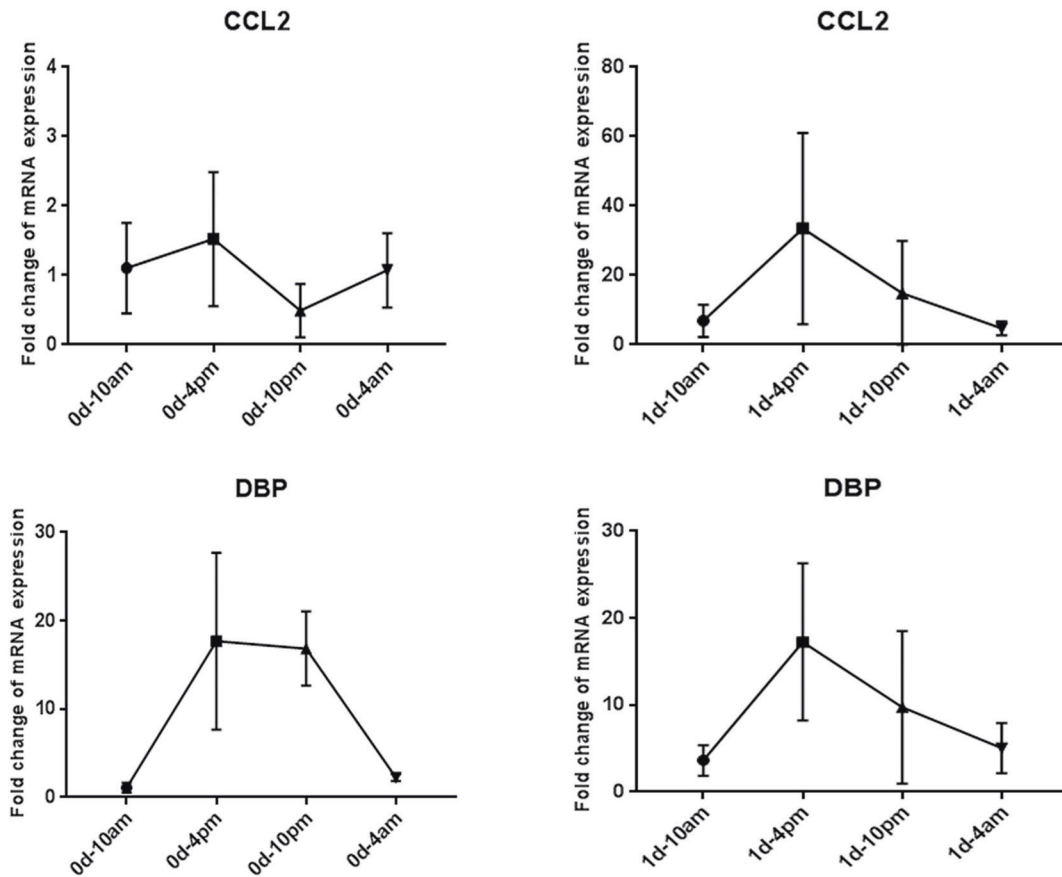 CCL2
Fold change of mRNA expression
4
3
2
1
0
0d-10am
0d-4pm
0d-10pm
0d-4am
CCL2
Fold change of mRNA expression
80
60
40
20
0
1d-10am
1d-4pm
1d-10pm
1d-4am
DBP
Fold change of mRNA expression
30
20
10
0
0d-10am
0d-4pm
0d-10pm
0d-4am
DBP
Fold change of mRNA expression
30
20
10
0
1d-10am
1d-4pm
1d-10pm
1d-4am